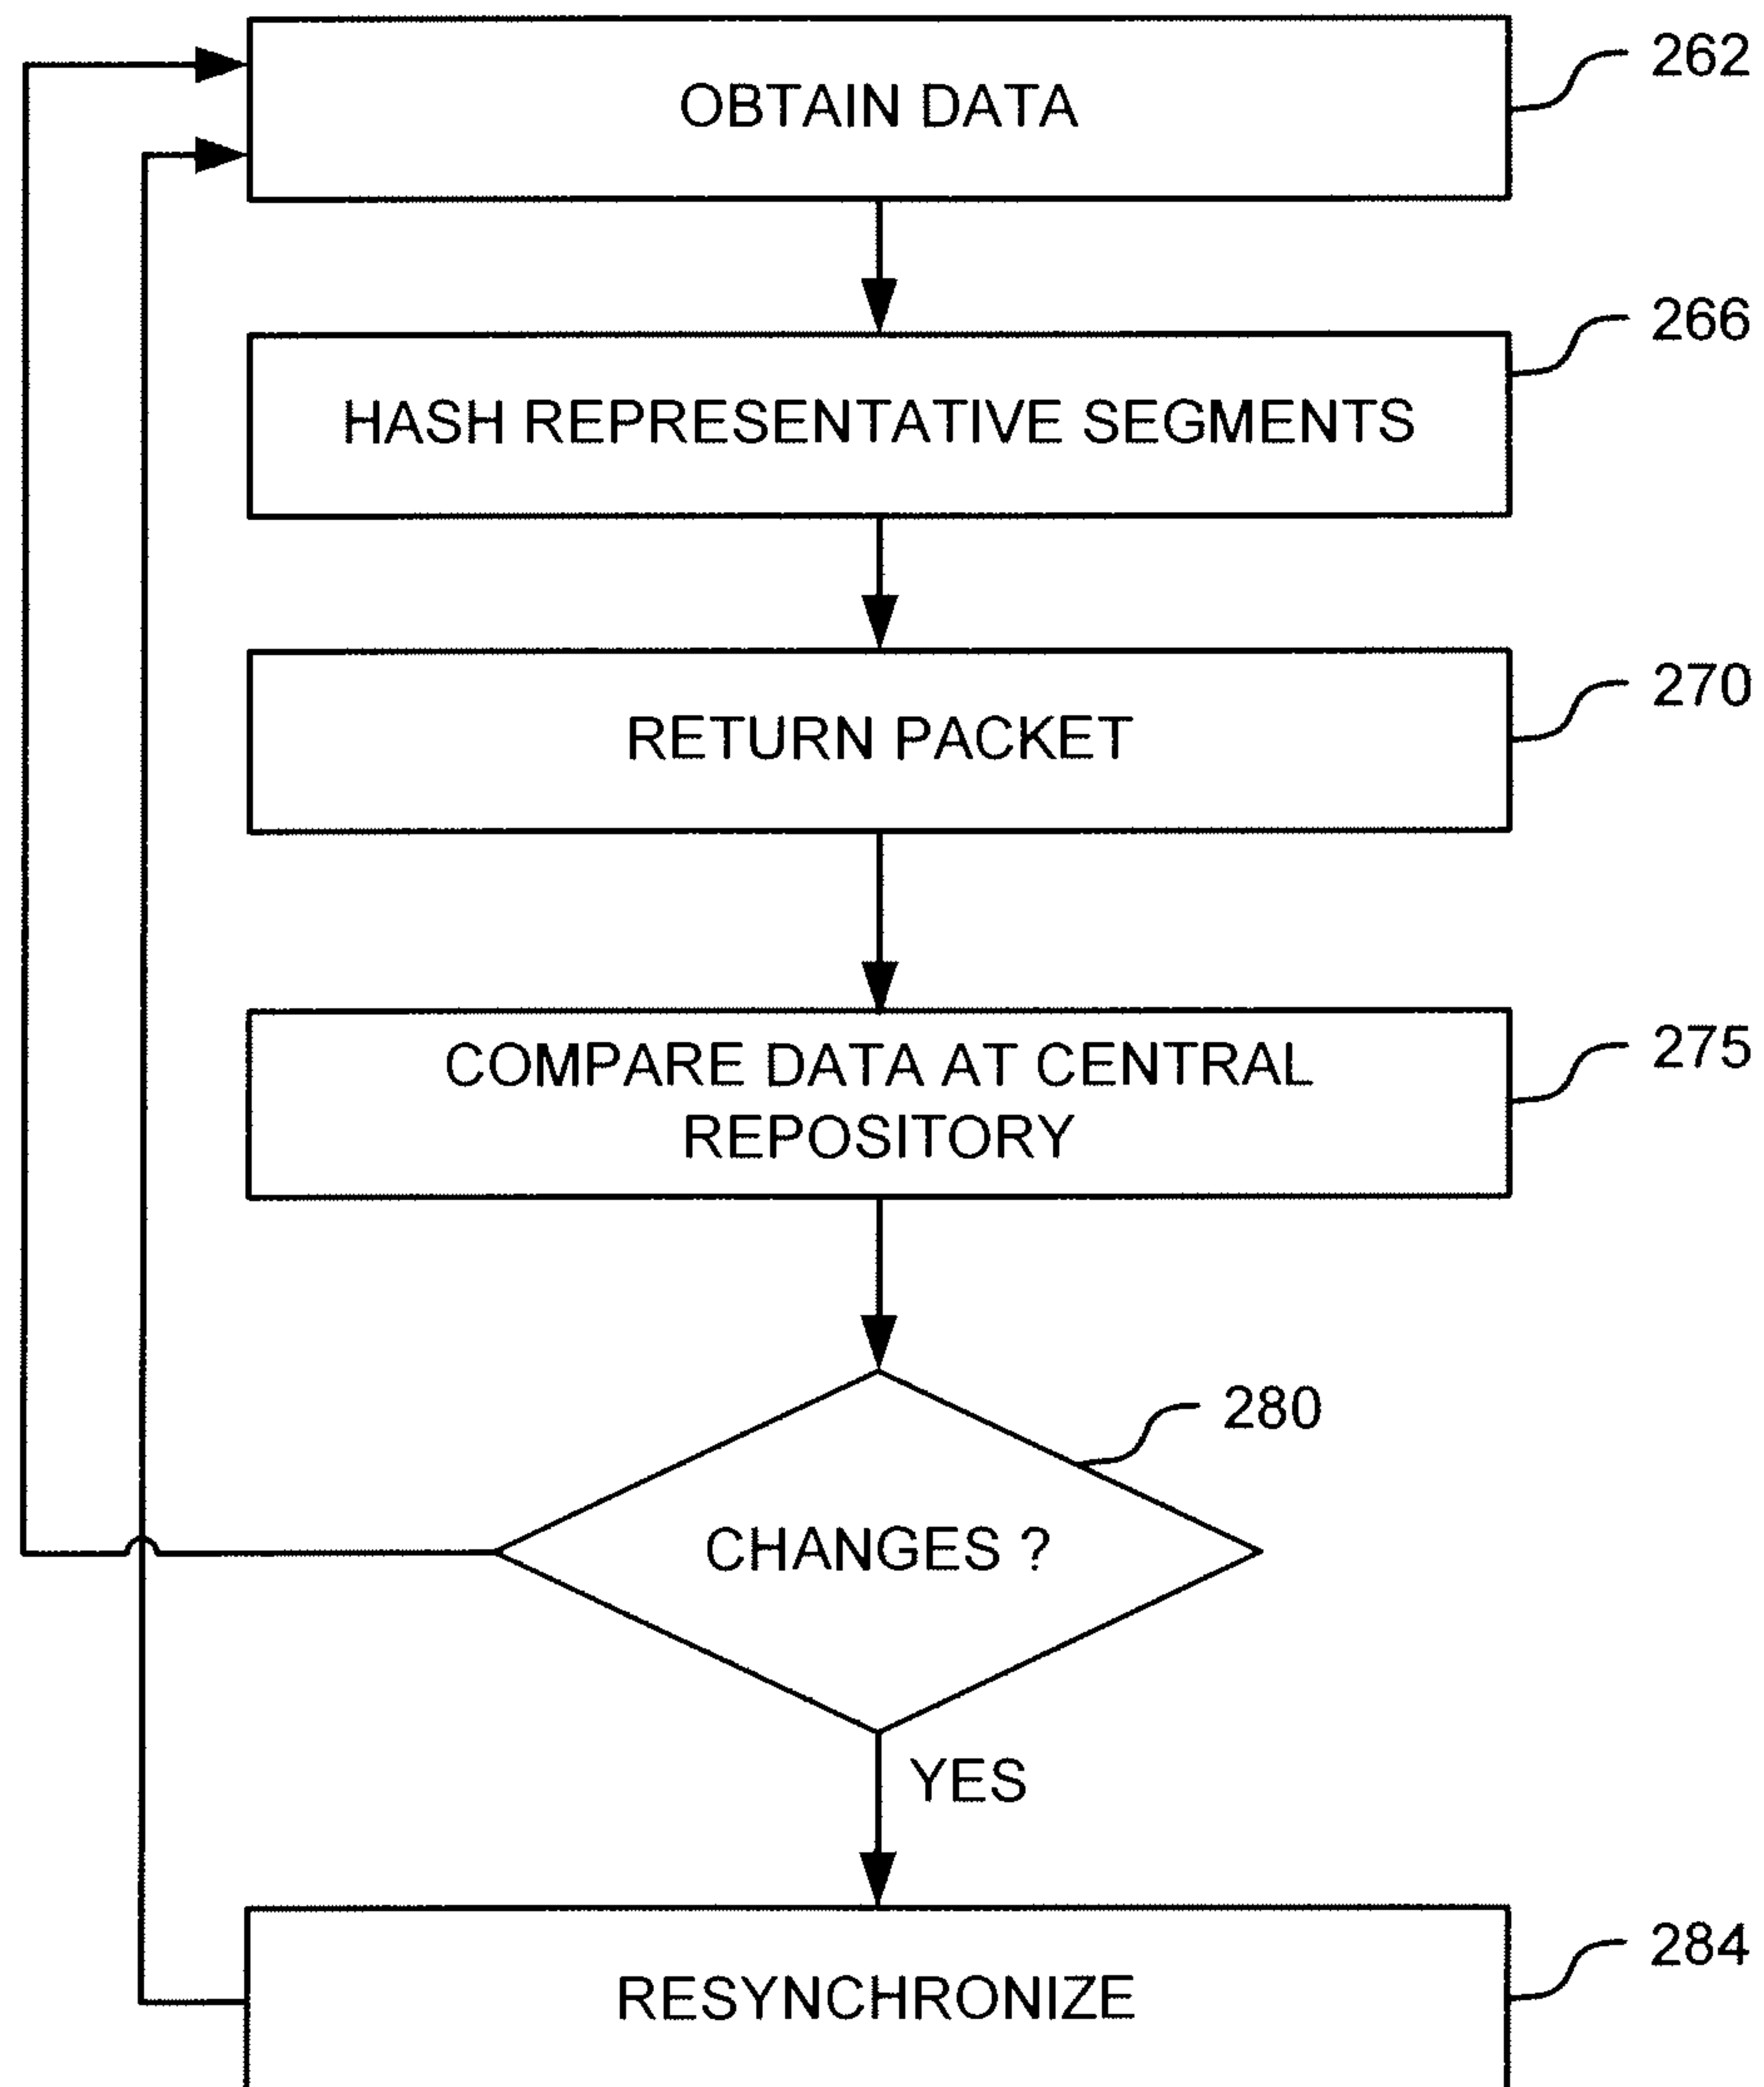 262
OBTAIN DATA
266
HASH REPRESENTATIVE SEGMENTS
270
RETURN PACKET
275
COMPARE DATA AT CENTRAL
REPOSITORY
280
CHANGES ?
YES
284
RESYNCHRONIZE